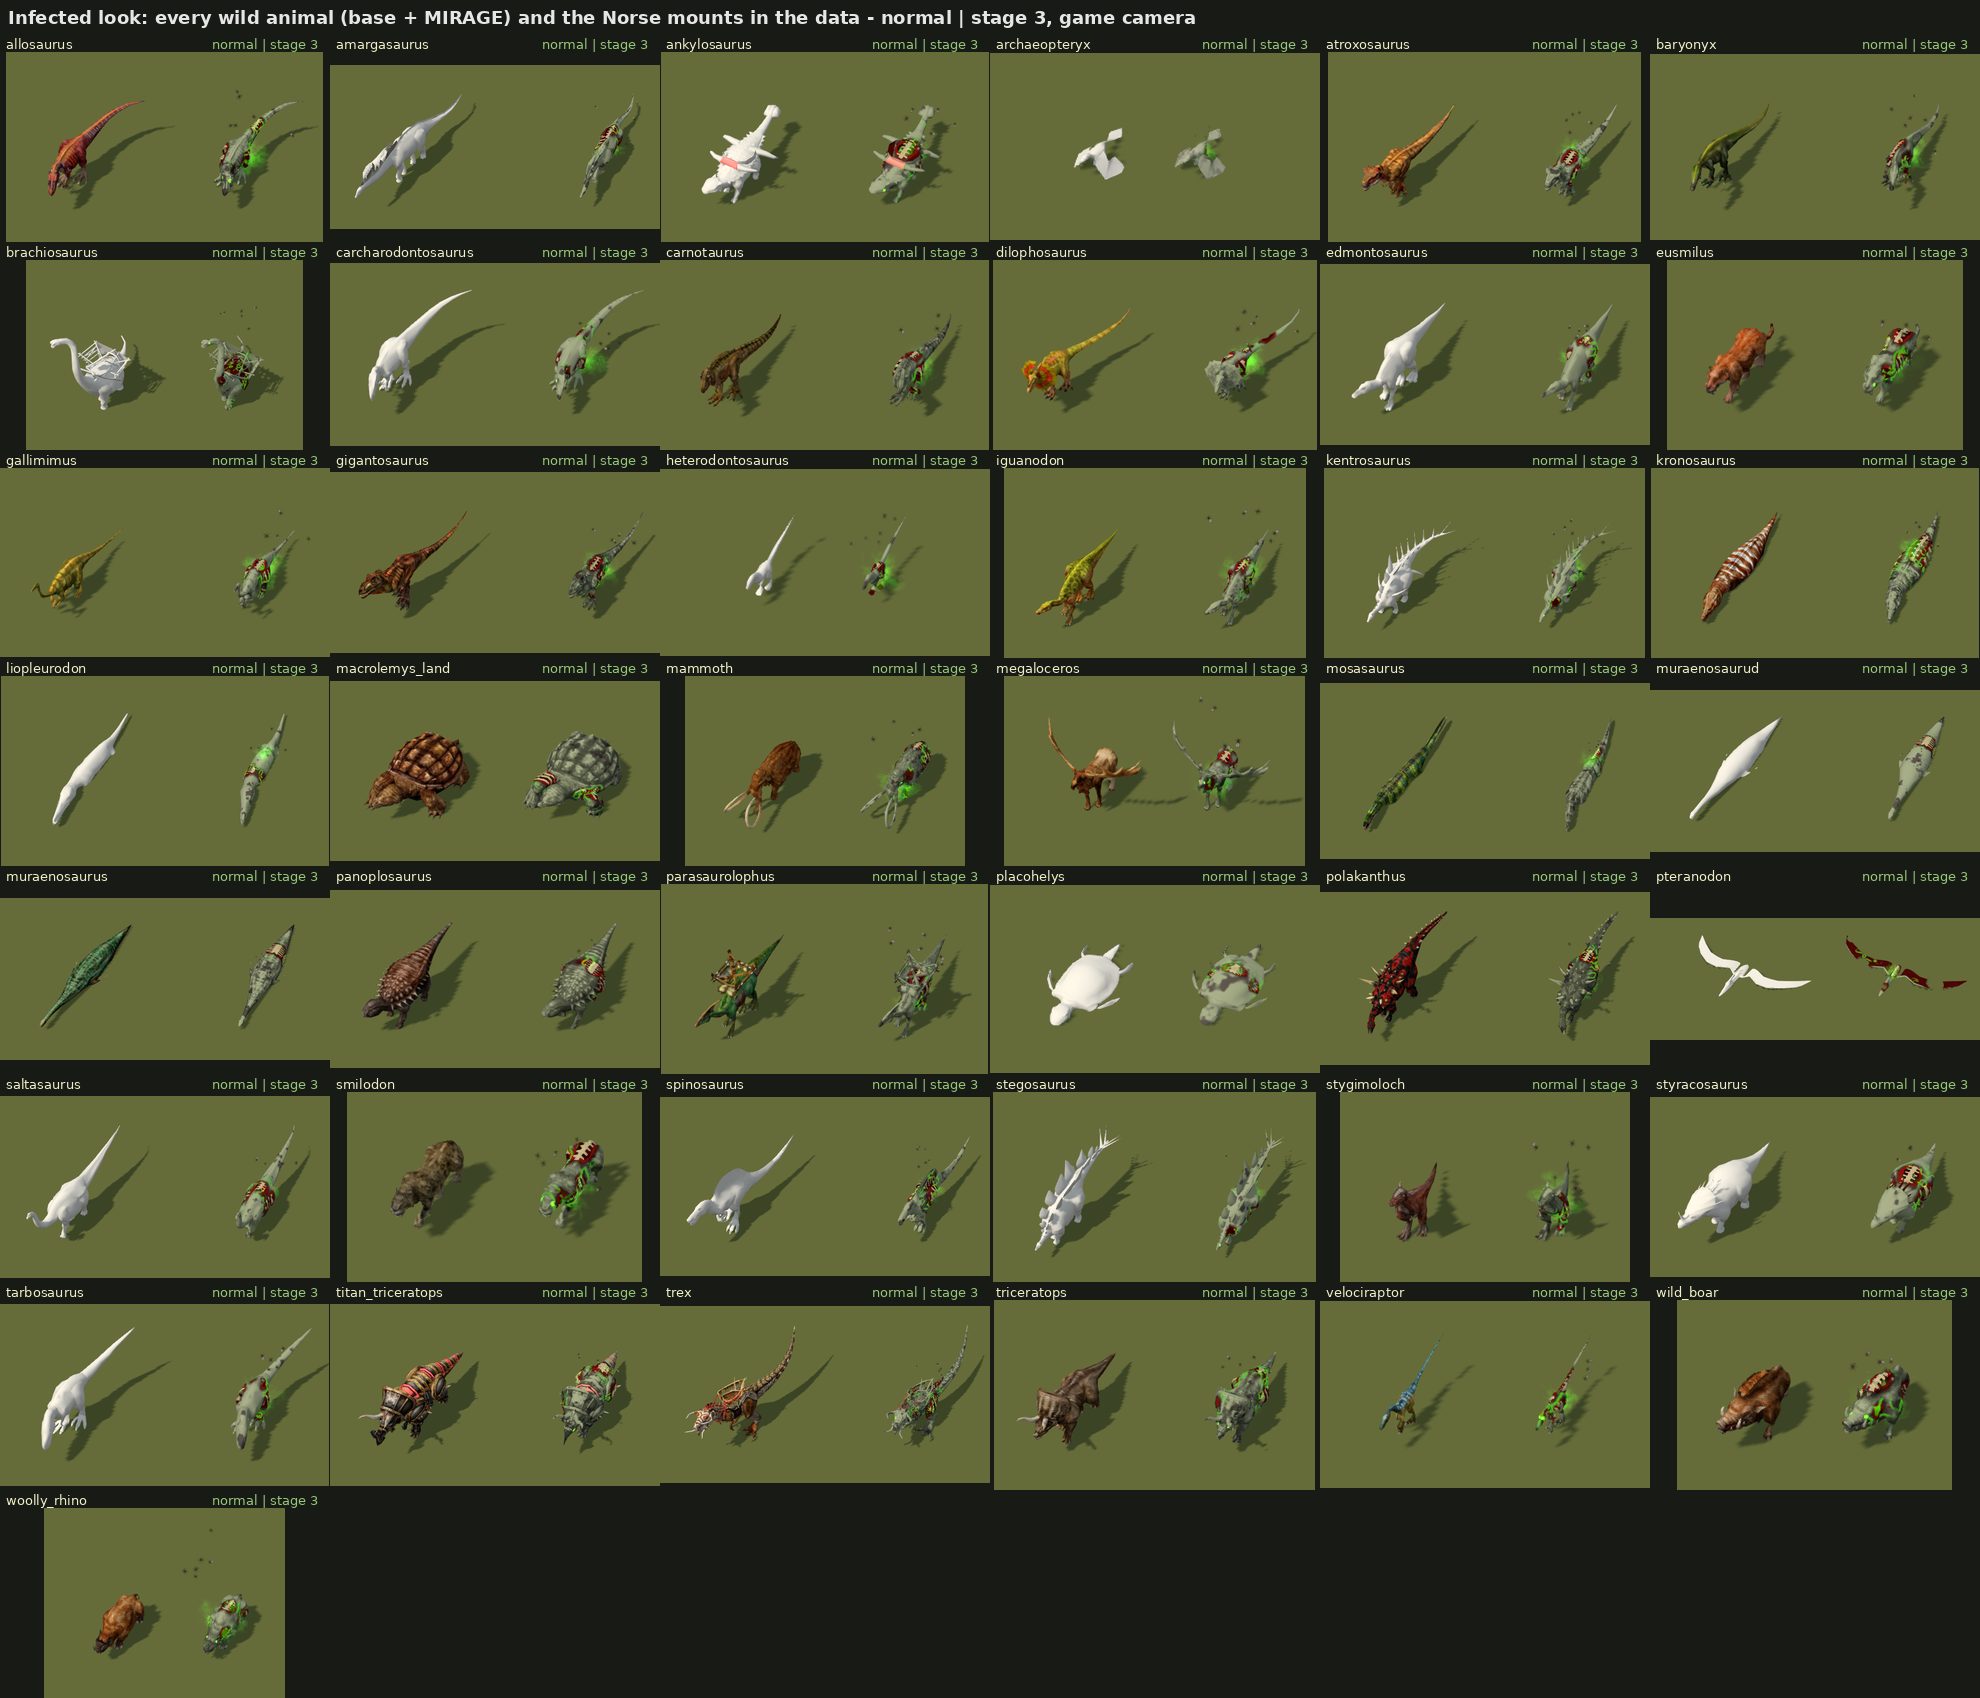 Infected look: every wild animal (base + MIRAGE) and the Norse mounts in the data - normal | stage 3, game camera
allosaurus normal | stage 3 amargasaurus normal | stage 3 ankylosaurus normal | stage 3 archaeopteryx normal | stage 3 atroxosaurus normal | stage 3 baryonyx normal | stage 3
brachiosaurus normal | stage 3 carcharodontosaurus normal | stage 3 carnotaurus normal | stage 3 dilophosaurus normal | stage 3 edmontosaurus normal | stage 3 eusmilus normal | stage 3
gallimimus normal | stage 3 gigantosaurus normal | stage 3 heterodontosaurus normal | stage 3 iguanodon normal | stage 3 kentrosaurus normal | stage 3 kronosaurus normal | stage 3
liopleurodon normal | stage 3 macrolemys_land normal | stage 3 mammoth normal | stage 3 megaloceros normal | stage 3 mosasaurus normal | stage 3 muraenosaurud normal | stage 3
muraenosaurus normal | stage 3 panoplosaurus normal | stage 3 parasaurolophus normal | stage 3 placohelys normal | stage 3 polakanthus normal | stage 3 pteranodon normal | stage 3
saltasaurus normal | stage 3 smilodon normal | stage 3 spinosaurus normal | stage 3 stegosaurus normal | stage 3 stygimoloch normal | stage 3 styracosaurus normal | stage 3
tarbosaurus normal | stage 3 titan_triceratops normal | stage 3 trex normal | stage 3 triceratops normal | stage 3 velociraptor normal | stage 3 wild_boar normal | stage 3
woolly_rhino normal | stage 3